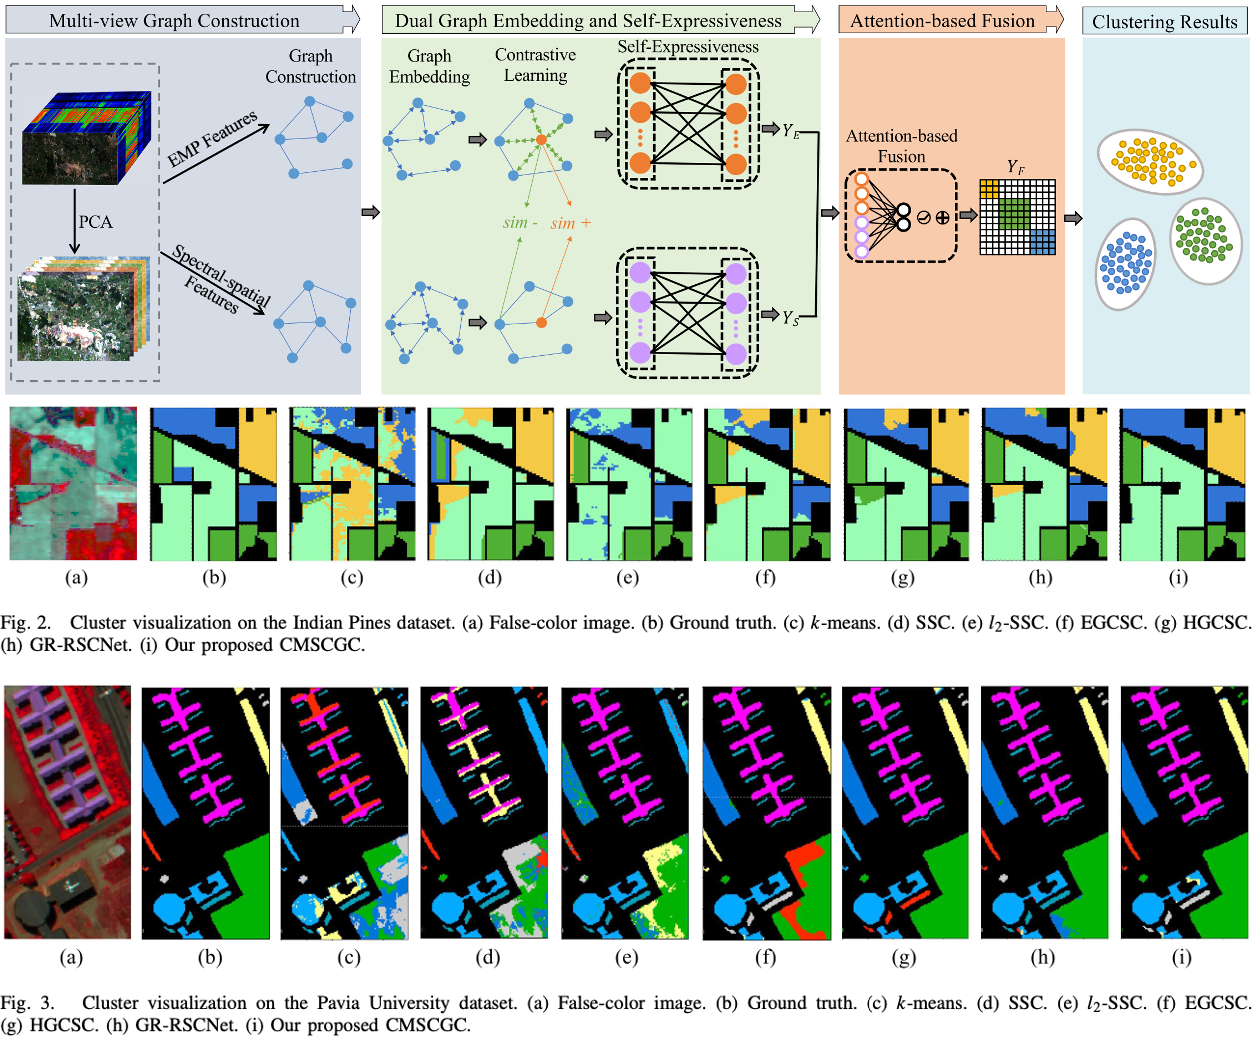 Multi-view Graph Construction
Dual Graph Embedding and Self-Expressiveness
Attention-based Fusion
Clustering Results
Graph
Construction
EMP Features
PCA
Spectral-spatial
Features
Graph
Embedding
Contrastive
Learning
Self-Expressiveness
sim -
sim +
Y_E
Y_S
Attention-based
Fusion
Y_F
(a) (b) (c) (d) (e) (f) (g) (h) (i)
Fig. 2. Cluster visualization on the Indian Pines dataset. (a) False-color image. (b) Ground truth. (c) k-means. (d) SSC. (e) l₂-SSC. (f) EGCSC. (g) HGCSC.
(h) GR-RSCNet. (i) Our proposed CMSCGC.
(a) (b) (c) (d) (e) (f) (g) (h) (i)
Fig. 3. Cluster visualization on the Pavia University dataset. (a) False-color image. (b) Ground truth. (c) k-means. (d) SSC. (e) l₂-SSC. (f) EGCSC.
(g) HGCSC. (h) GR-RSCNet. (i) Our proposed CMSCGC.